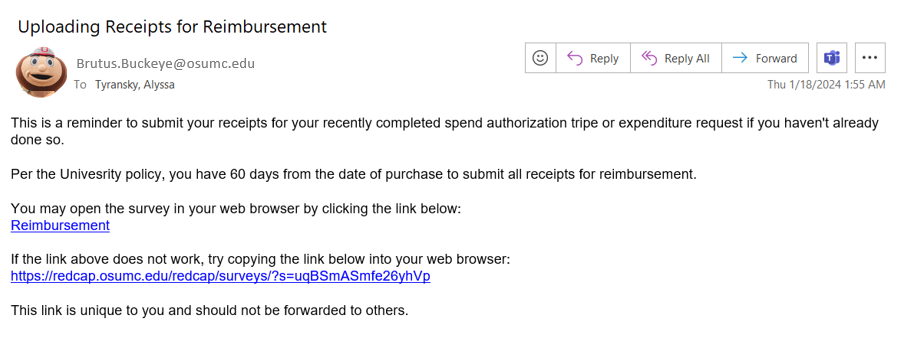 Uploading Receipts for Reimbursement
Brutus.Buckeye@osumc.edu
To Tyransky, Alyssa
Reply
Reply All
Forward
Thu 1/18/2024 1:55 AM
This is a reminder to submit your receipts for your recently completed spend authorization tripe or expenditure request if you haven't already
done so.
Per the Univesrity policy, you have 60 days from the date of purchase to submit all receipts for reimbursement.
You may open the survey in your web browser by clicking the link below:
Reimbursement
If the link above does not work, try copying the link below into your web browser:
https://redcap.osumc.edu/redcap/surveys/?s=uqBSmASmfe26yhVp
This link is unique to you and should not be forwarded to others.